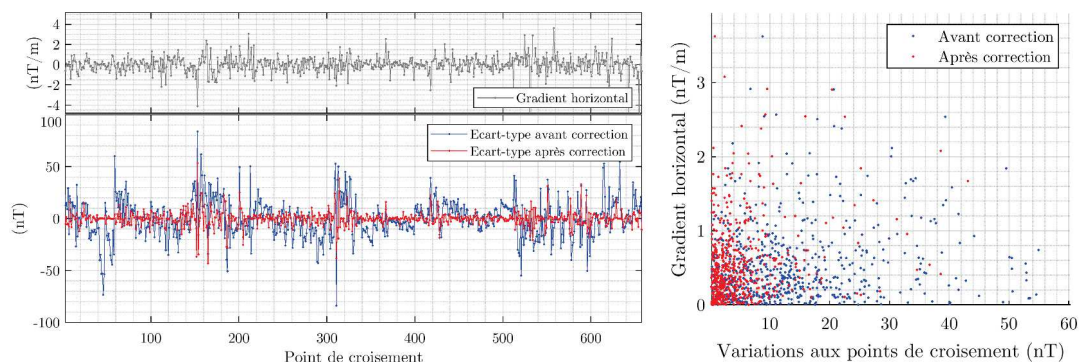 4
2
0
-2
-4
(nT/m)
Gradient horizontal
100
50
0
-50
-100
(nT)
Ecart-type avant correction
Ecart-type après correction
100
200
300
400
500
600
Point de croisement
Gradient horizontal (nT/m)
3
2
1
0
Avant correction
Après correction
10
20
30
40
50
60
Variations aux points de croisement (nT)